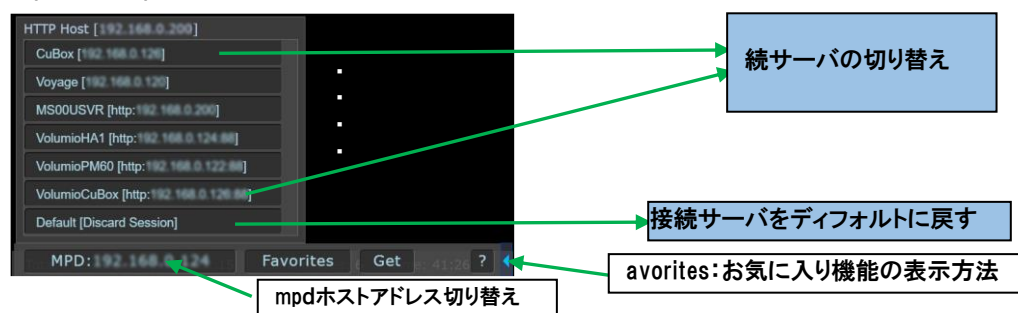 HTTP Host [192.168.0.200]
CuBox [192.168.0.126]
Voyage [192.168.0.120]
MS00USVR [http:192.168.0.200]
VolumioHA1 [http:192.168.0.124:88]
VolumioPM60 [http:192.168.0.122:88]
VolumioCuBox [http:192.168.0.126:88]
Default [Discard Session]
続サーバの切り替え
接続サーバをディフォルトに戻す
MPD:192.168.0.124 Favorites Get : 41:26 ?
avorites:お気に入り機能の表示方法
mpdホストアドレス切り替え